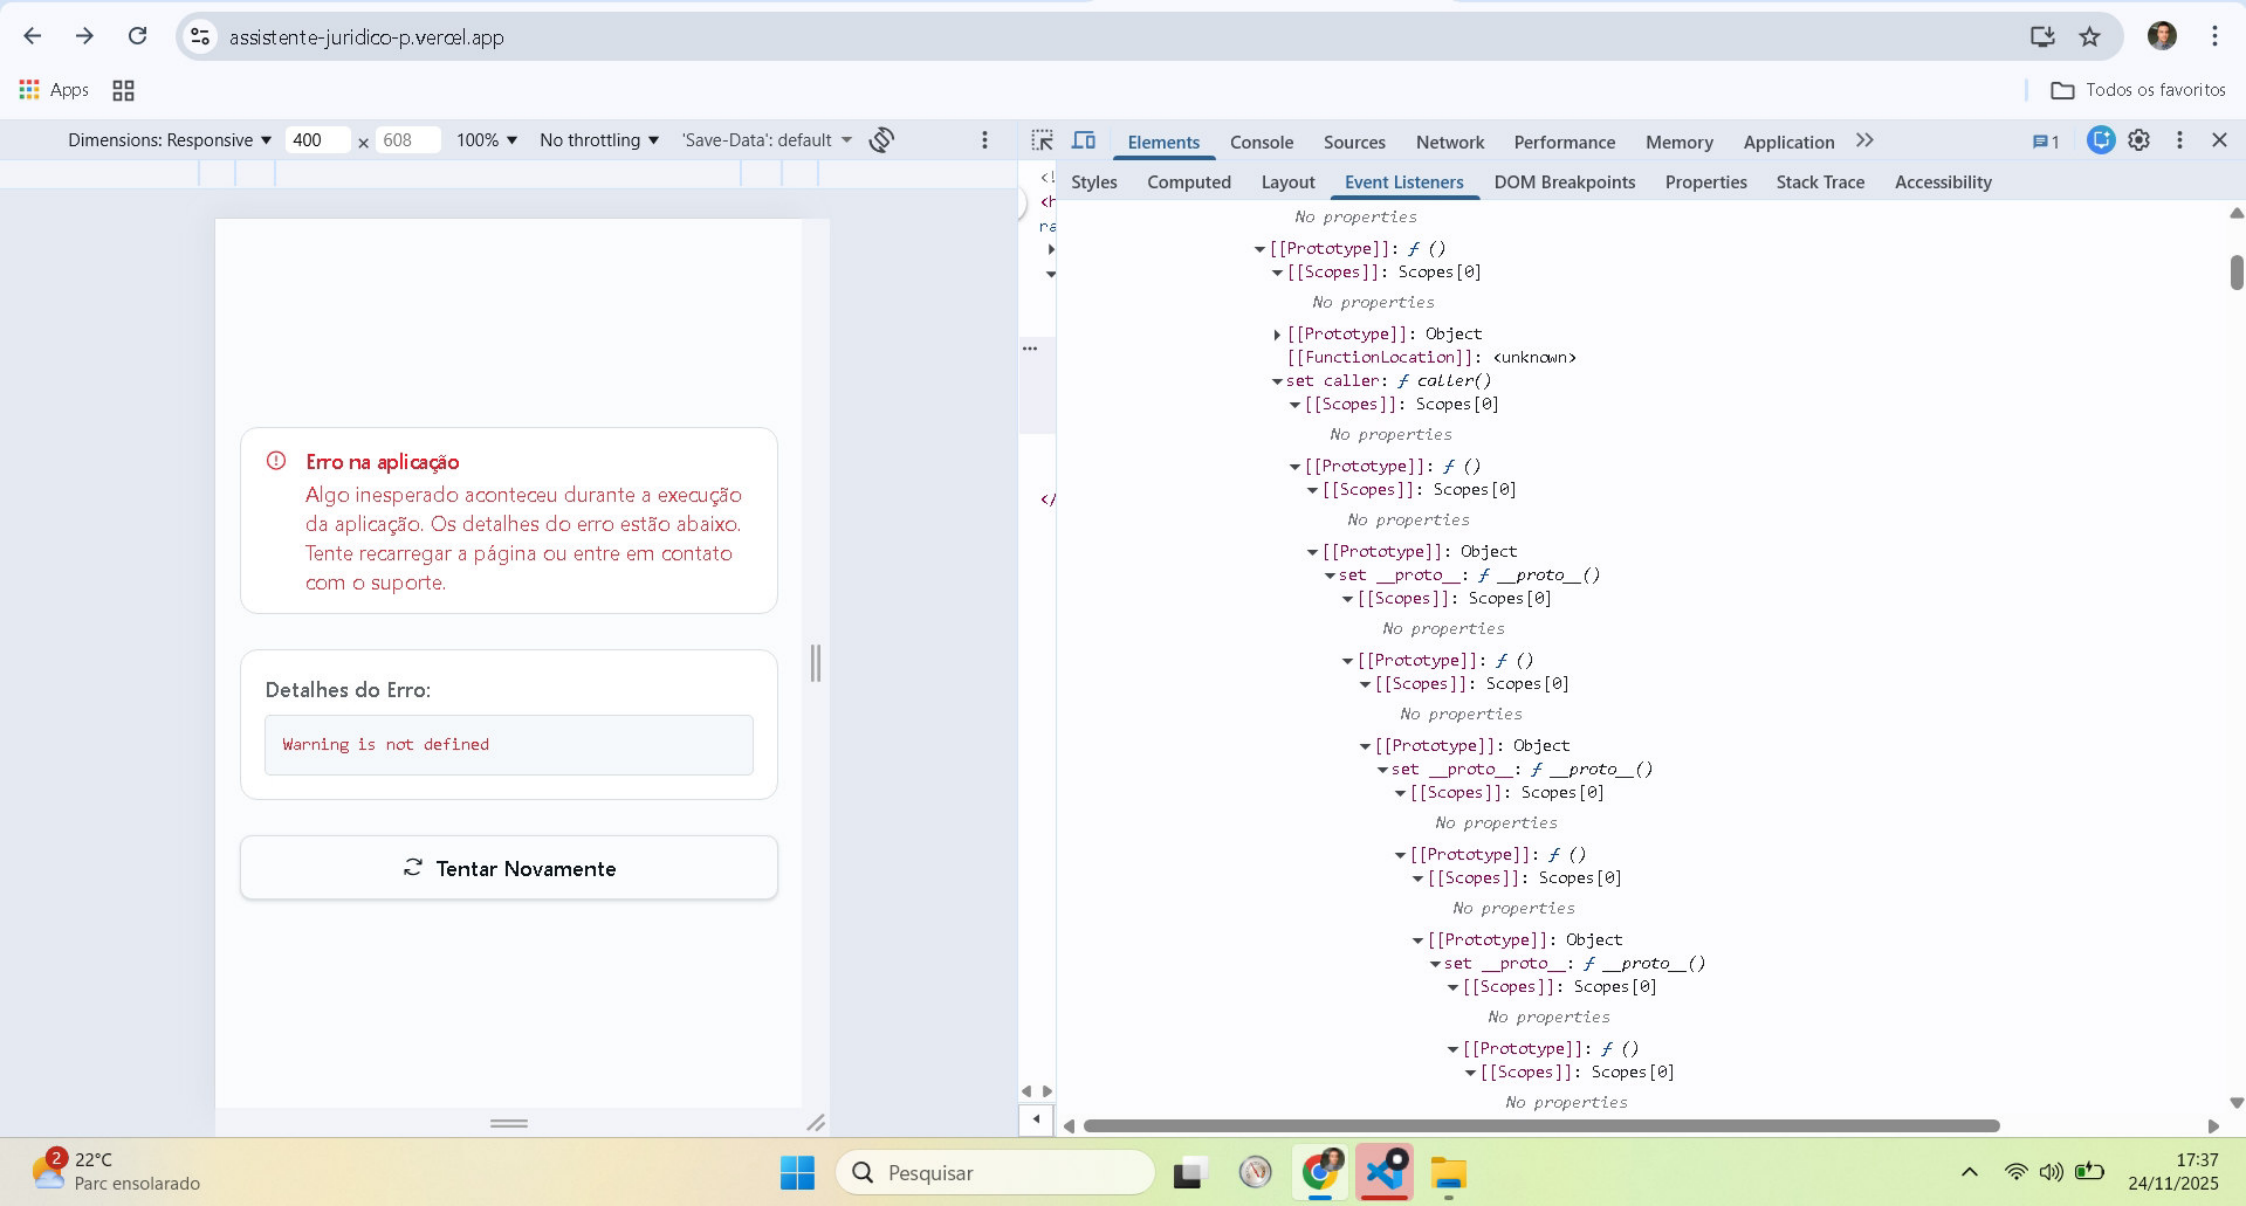 assistente-juridico-p.vercel.app
Apps
Todos os favoritos
Dimensions: Responsive 400 x 608 100% No throttling 'Save-Data': default
Elements Console Sources Network Performance Memory Application 1
Styles Computed Layout Event Listeners DOM Breakpoints Properties Stack Trace Accessibility
<!
<h
ra
...
</
No properties
[[Prototype]]: ƒ ()
[[Scopes]]: Scopes[0]
No properties
[[Prototype]]: Object
[[FunctionLocation]]: <unknown>
set caller: ƒ caller()
[[Scopes]]: Scopes[0]
No properties
[[Prototype]]: ƒ ()
[[Scopes]]: Scopes[0]
No properties
[[Prototype]]: Object
set __proto__: ƒ __proto__()
[[Scopes]]: Scopes[0]
No properties
[[Prototype]]: ƒ ()
[[Scopes]]: Scopes[0]
No properties
[[Prototype]]: Object
set __proto__: ƒ __proto__()
[[Scopes]]: Scopes[0]
No properties
[[Prototype]]: ƒ ()
[[Scopes]]: Scopes[0]
No properties
[[Prototype]]: Object
set __proto__: ƒ __proto__()
[[Scopes]]: Scopes[0]
No properties
[[Prototype]]: ƒ ()
[[Scopes]]: Scopes[0]
No properties
Erro na aplicação
Algo inesperado aconteceu durante a execução
da aplicação. Os detalhes do erro estão abaixo.
Tente recarregar a página ou entre em contato
com o suporte.
Detalhes do Erro:
Warning is not defined
Tentar Novamente
2
22°C
Parc ensolarado
Pesquisar
17:37
24/11/2025